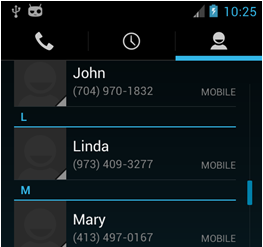 10:25
John
(704) 970-1832
MOBILE
L
Linda
(973) 409-3277
MOBILE
M
Mary
(413) 497-0167
MOBILE